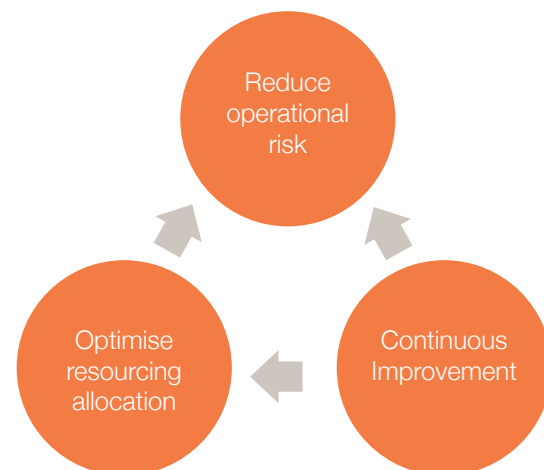 Reduce
operational
risk
Optimise
resourcing
allocation
Continuous
Improvement